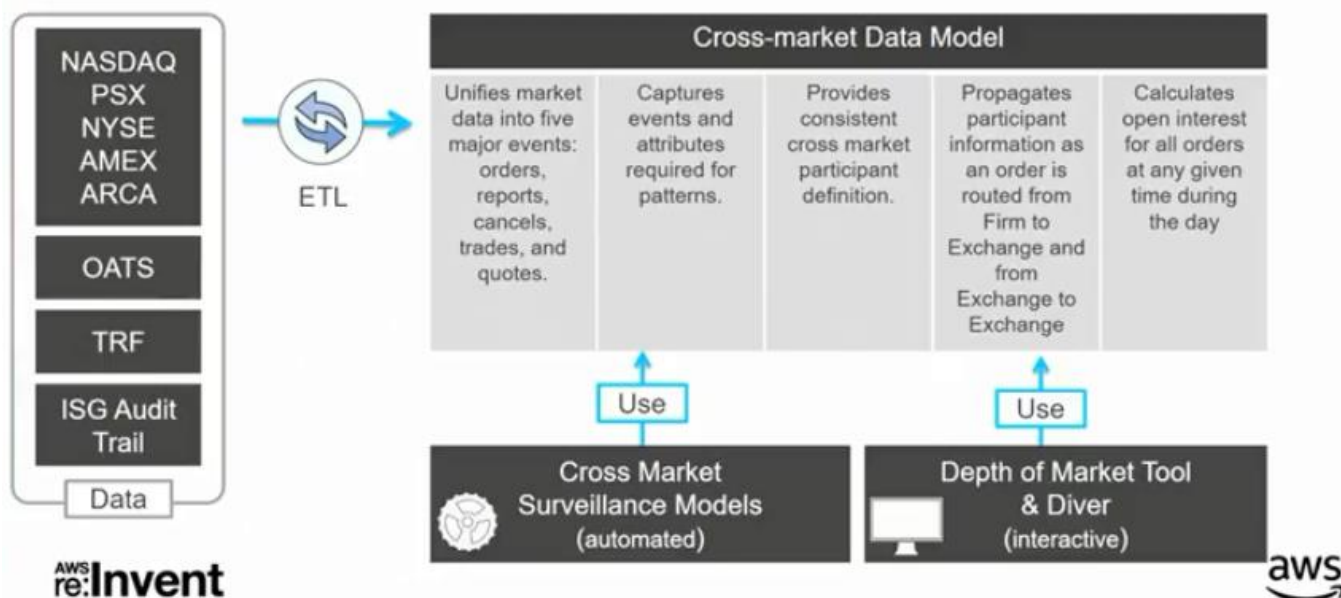 NASDAQ
PSX
NYSE
AMEX
ARCA
OATS
TRF
ISG Audit
Trail
Data
ETL
Cross-market Data Model
Unifies market
data into five
major events:
orders,
reports,
cancels,
trades, and
quotes.
Captures
events and
attributes
required for
patterns.
Provides
consistent
cross market
participant
definition.
Propagates
participant
information as
an order is
routed from
Firm to
Exchange and
from
Exchange to
Exchange
Calculates
open interest
for all orders
at any given
time during
the day
Use
Use
Cross Market
Surveillance Models
(automated)
Depth of Market Tool
& Diver
(interactive)
AWS
re:Invent
aws